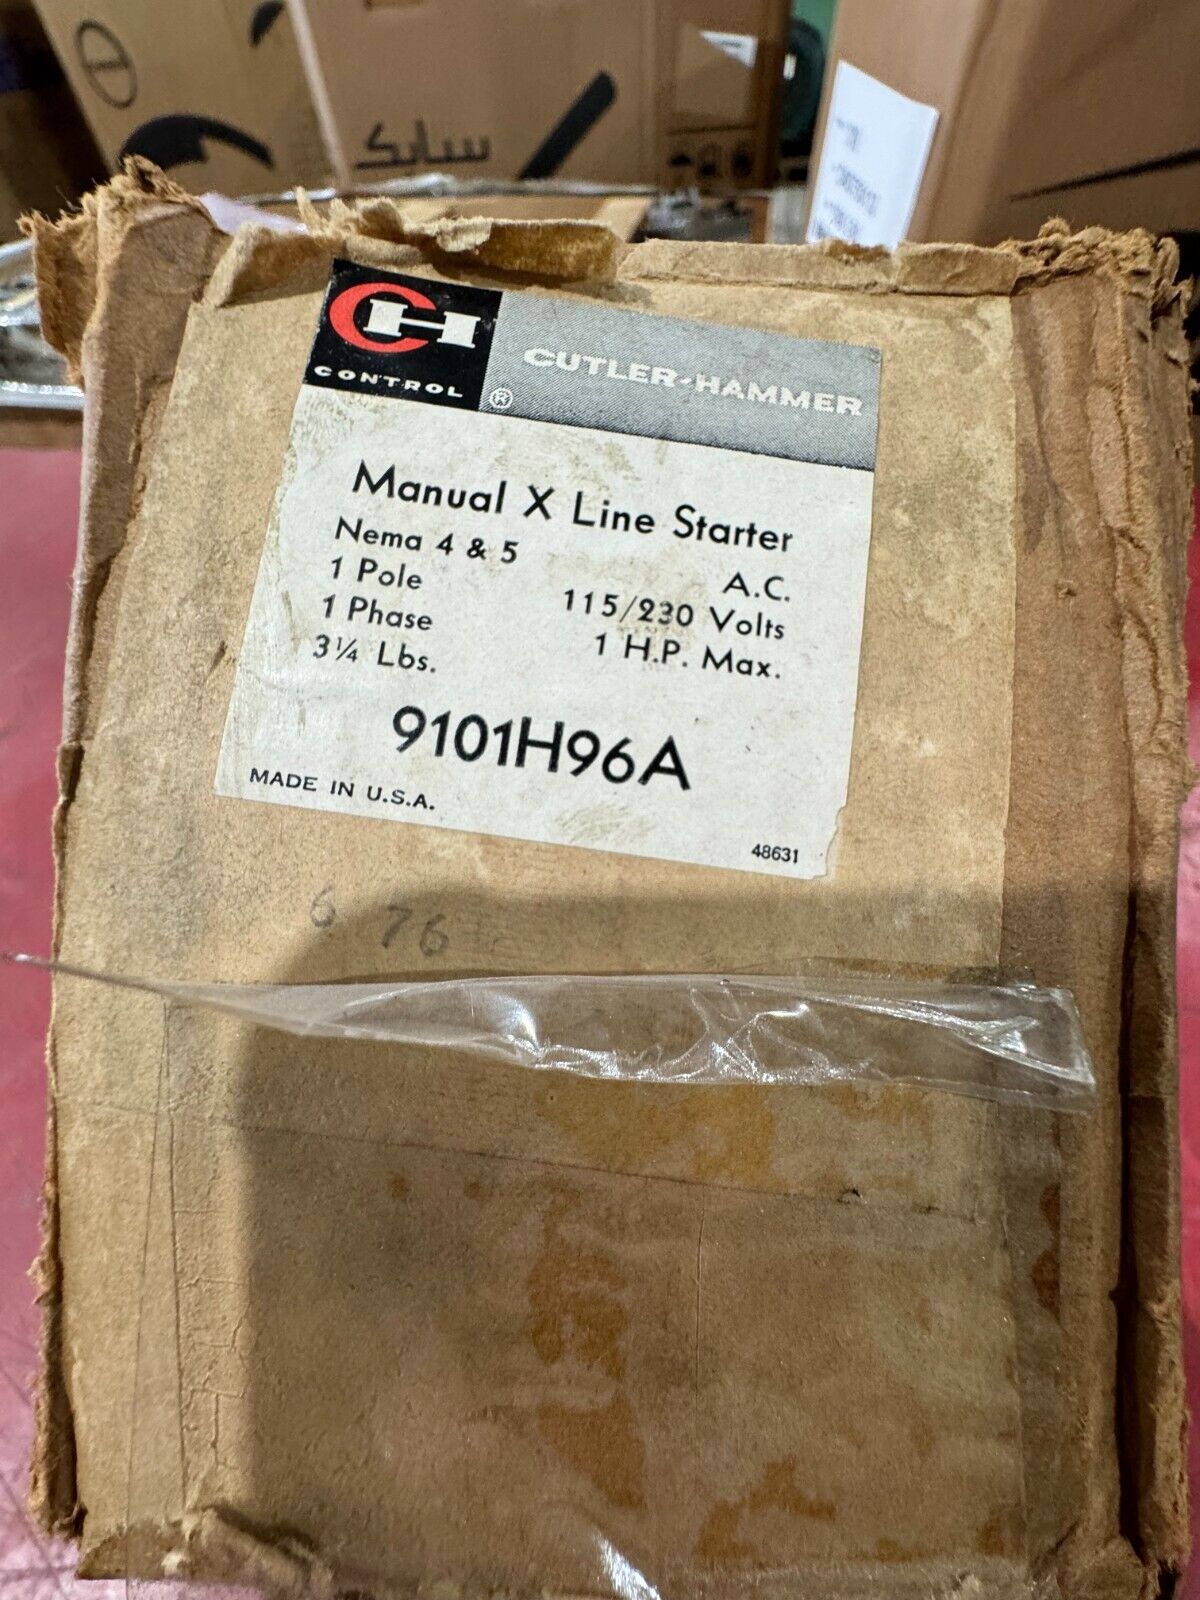 سابك
CH
CONTROL
®
CUTLER-HAMMER
Manual X Line Starter
Nema 4 & 5 A.C.
1 Pole 115/230 Volts
1 Phase 1 H.P. Max.
3¼ Lbs.
9101H96A
MADE IN U.S.A.
48631
6 76